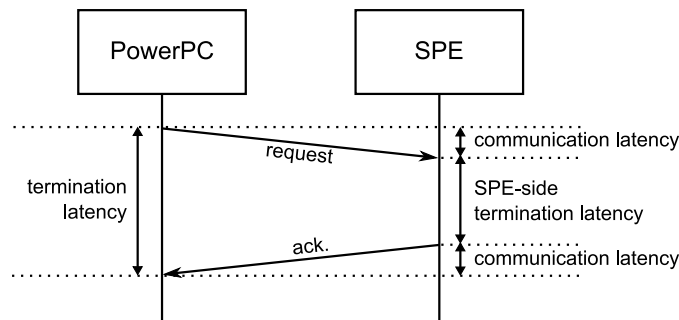 PowerPC
SPE
communication latency
request
termination
latency
SPE-side
termination latency
ack.
communication latency